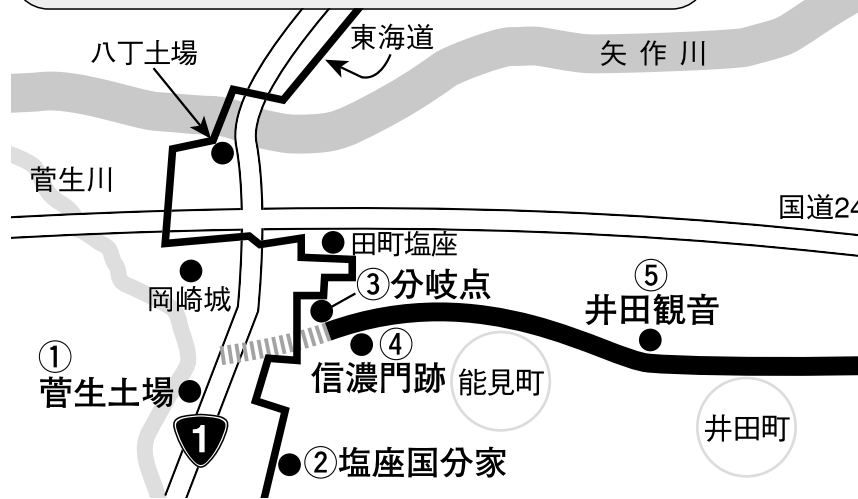 八丁土場
東海道
矢作川
菅生川
国道24
田町塩座
岡崎城
③分岐点
⑤
井田観音
①
菅生土場
④
信濃門跡
能見町
井田町
1
②塩座国分家